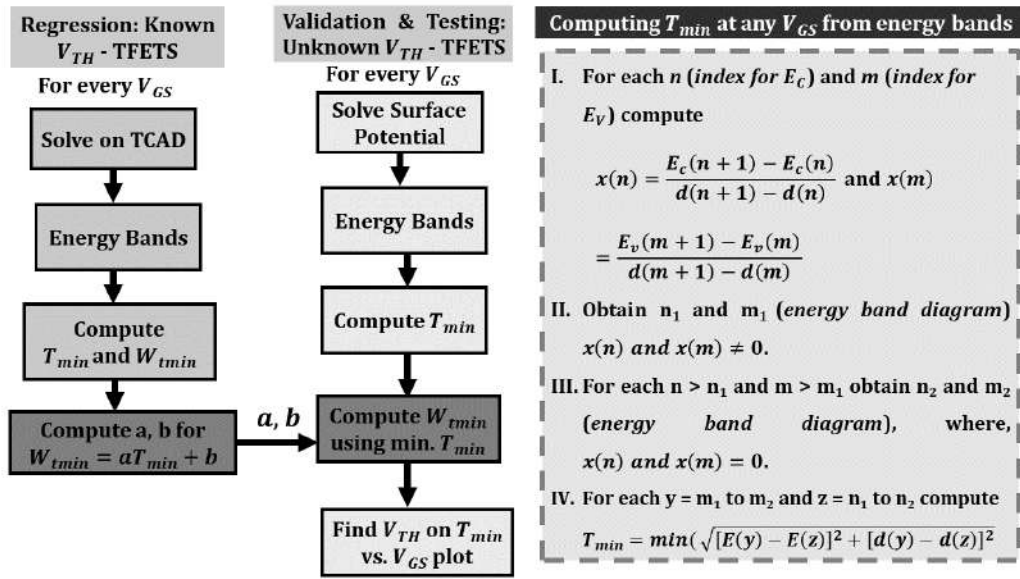 Regression: Known
V_TH - TFETS
For every V_GS
Solve on TCAD
Energy Bands
Compute
T_min and W_tmin
Compute a, b for
W_tmin = aT_min + b
a, b
Validation & Testing:
Unknown V_TH - TFETS
For every V_GS
Solve Surface
Potential
Energy Bands
Compute T_min
Compute W_tmin
using min. T_min
Find V_TH on T_min
vs. V_GS plot
Computing T_min at any V_GS from energy bands
I. For each n (index for E_C) and m (index for
E_V) compute
x(n) = \frac{E_c(n + 1) − E_c(n)}{d(n + 1) − d(n)} and x(m)
= \frac{E_v(m + 1) − E_v(m)}{d(m + 1) − d(m)}
II. Obtain n_1 and m_1 (energy band diagram)
x(n) and x(m) ≠ 0.
III. For each n > n_1 and m > m_1 obtain n_2 and m_2
(energy band diagram), where,
x(n) and x(m) = 0.
IV. For each y = m_1 to m_2 and z = n_1 to n_2 compute
T_min = min(√[E(y) − E(z)]² + [d(y) − d(z)]²